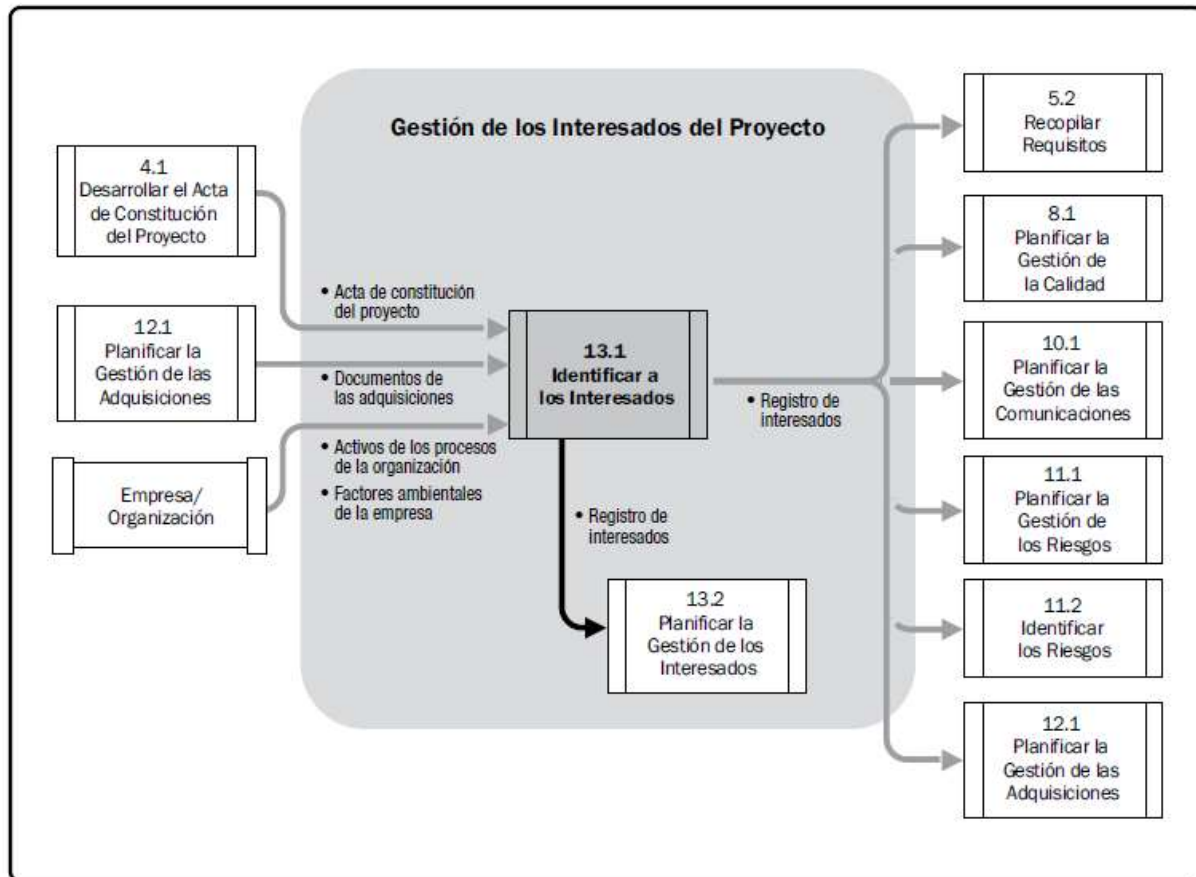 Gestión de los Interesados del Proyecto
4.1
Desarrollar el Acta
de Constitución
del Proyecto
12.1
Planificar la
Gestión de las
Adquisiciones
Empresa/
Organización
• Acta de constitución
del proyecto
• Documentos de
las adquisiciones
• Activos de los procesos
de la organización
• Factores ambientales
de la empresa
13.1
Identificar a
los Interesados
• Registro de
interesados
• Registro de
interesados
13.2
Planificar la
Gestión de los
Interesados
5.2
Recopilar
Requisitos
8.1
Planificar la
Gestión de
la Calidad
10.1
Planificar la
Gestión de las
Comunicaciones
11.1
Planificar la
Gestión de
los Riesgos
11.2
Identificar
los Riesgos
12.1
Planificar la
Gestión de las
Adquisiciones